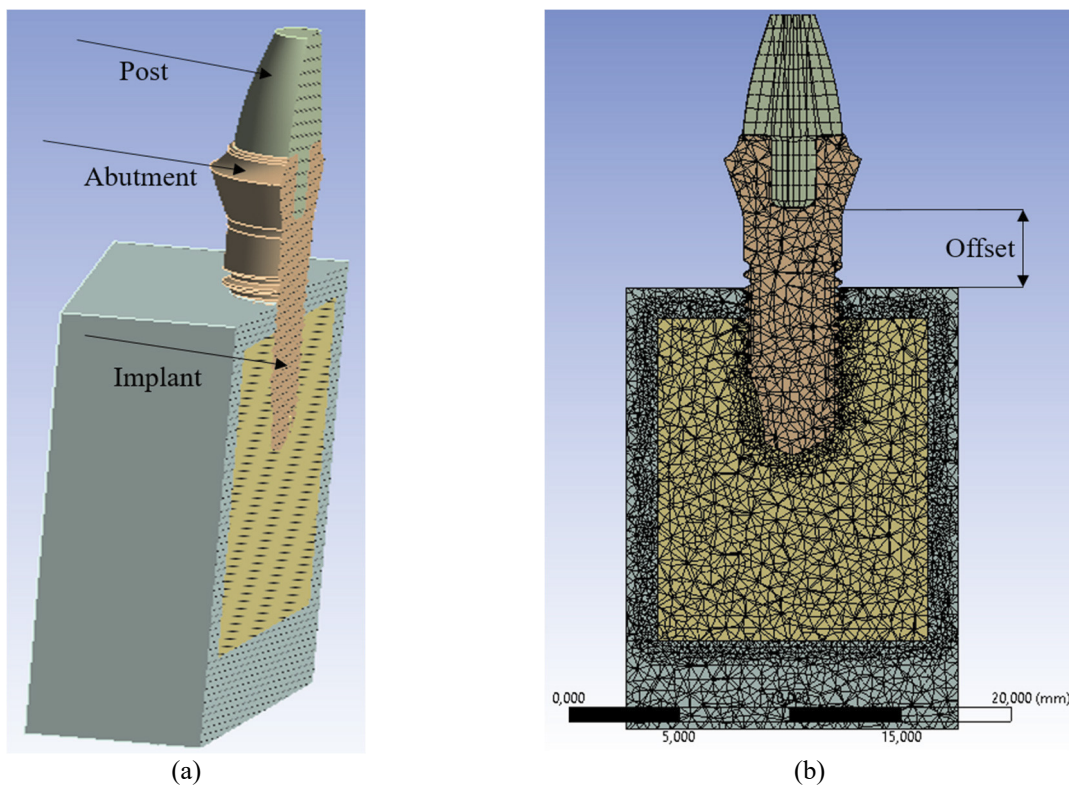 Post
Abutment
Implant
Offset
0,000
20,000 (mm)
5,000
15,000
(a)
(b)